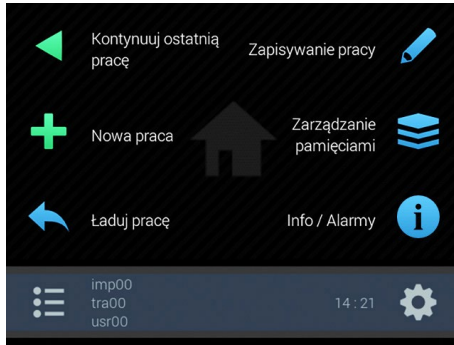 Kontynuuj ostatnią
pracę
Zapisywanie pracy
Nowa praca
Zarządzanie
pamięciami
Ładuj pracę
Info / Alarmy
imp00
tra00
usr00
14 : 21